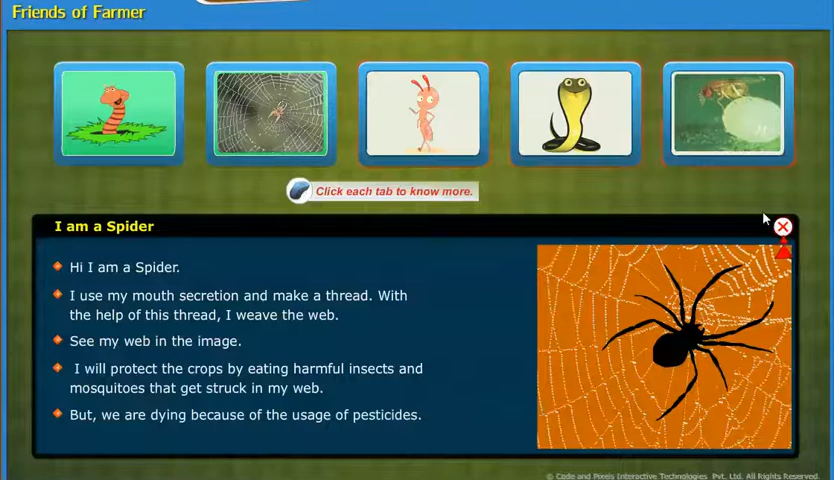 Friends of Farmer
Click each tab to know more.
I am a Spider
Hi I am a Spider.
I use my mouth secretion and make a thread. With
the help of this thread, I weave the web.
See my web in the image.
I will protect the crops by eating harmful insects and
mosquitoes that get struck in my web.
But, we are dying because of the usage of pesticides.
© Code and Pixels Interactive Technologies Pvt. Ltd. All Rights Reserved.